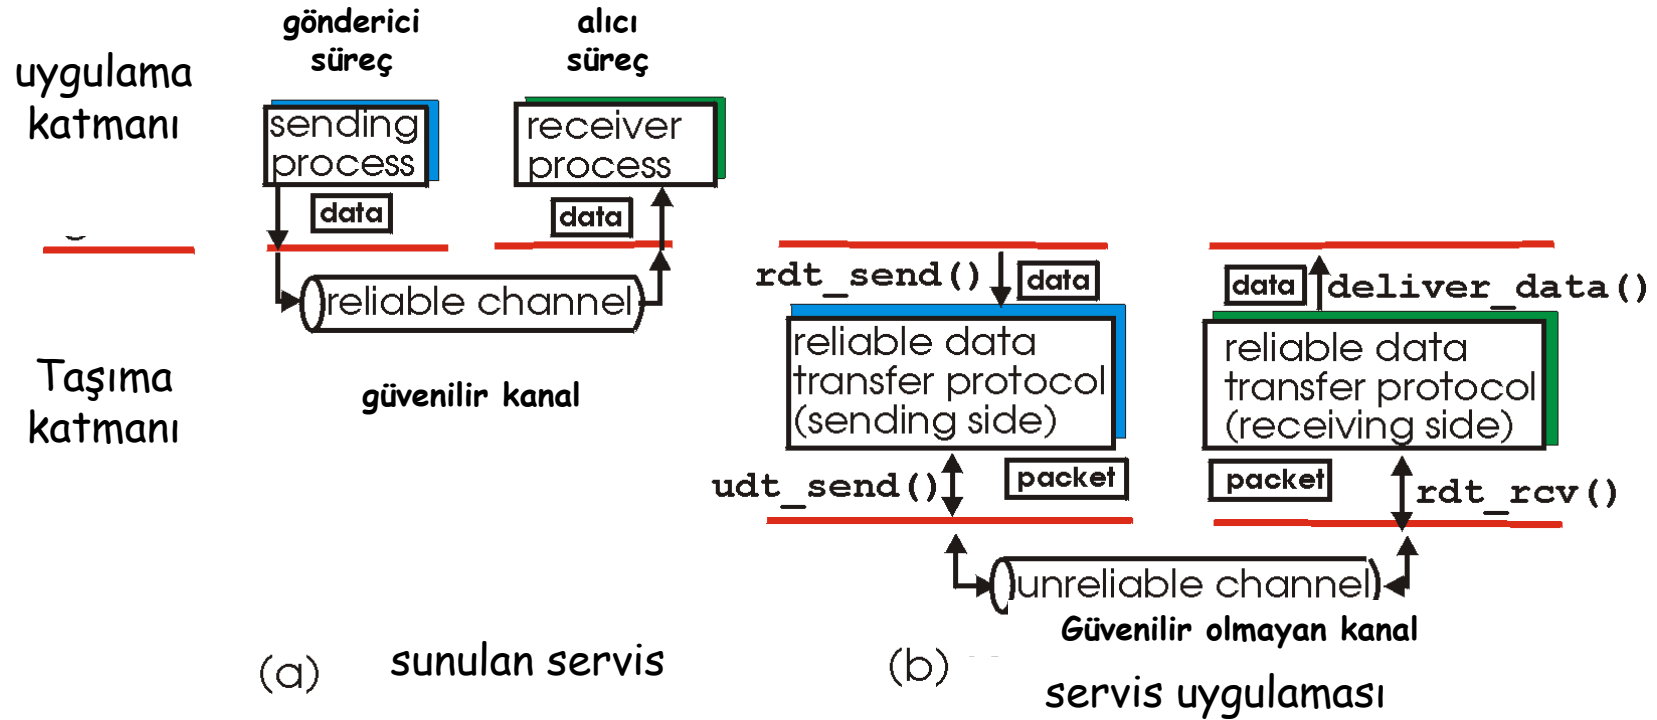 gönderici
süreç
alıcı
süreç
uygulama
katmanı
sending
process
receiver
process
data
data
reliable channel
Taşıma
katmanı
güvenilir kanal
rdt_send()
data
data
deliver_data()
reliable data
transfer protocol
(sending side)
reliable data
transfer protocol
(receiving side)
udt_send()
packet
packet
rdt_rcv()
unreliable channel
Güvenilir olmayan kanal
(a)
sunulan servis
(b)
servis uygulaması